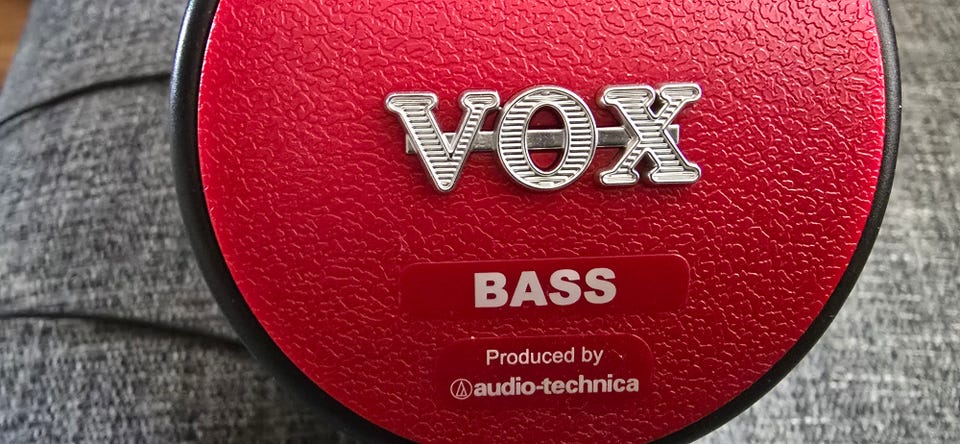 VOX
BASS
Produced by
audio-technica